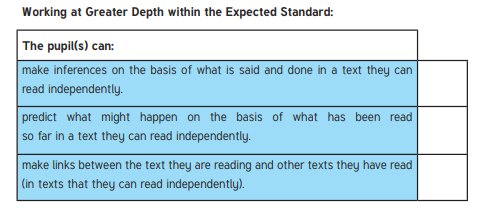 Working at Greater Depth within the Expected Standard:
The pupil(s) can:
make inferences on the basis of what is said and done in a text they can
read independently.
predict what might happen on the basis of what has been read
so far in a text they can read independently.
make links between the text they are reading and other texts they have read
(in texts that they can read independently).